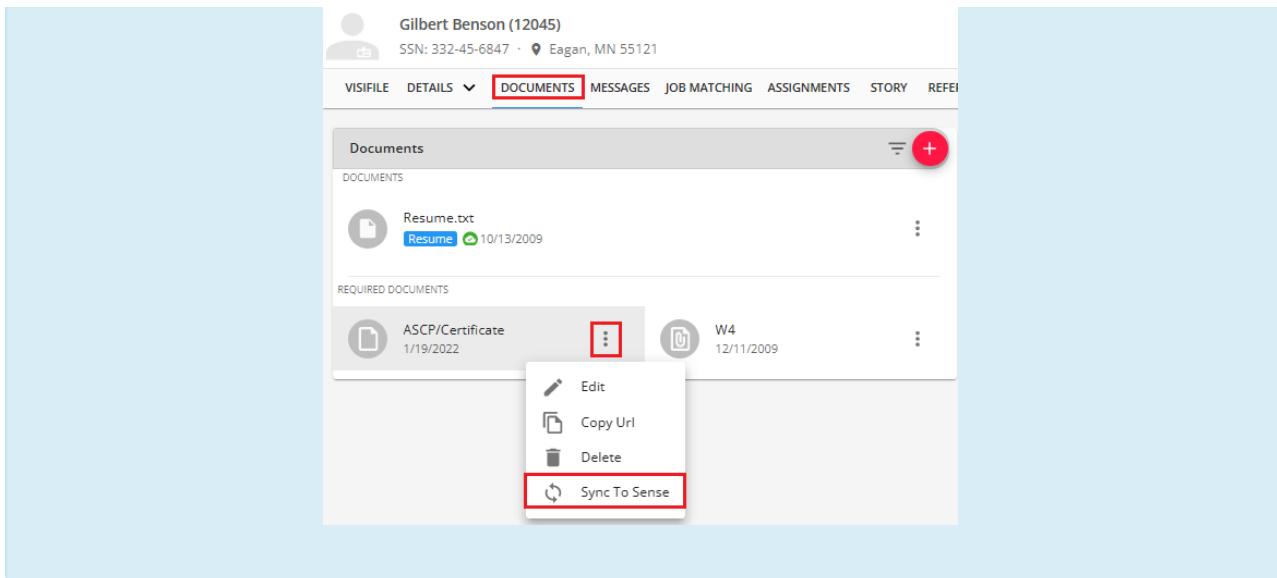 Gilbert Benson (12045)
SSN: 332-45-6847 · Eagan, MN 55121
VISIFILE DETAILS DOCUMENTS MESSAGES JOB MATCHING ASSIGNMENTS STORY REFE
Documents
DOCUMENTS
Resume.txt
Resume 10/13/2009
REQUIRED DOCUMENTS
ASCP/Certificate W4
1/19/2022 12/11/2009
Edit
Copy Url
Delete
Sync To Sense